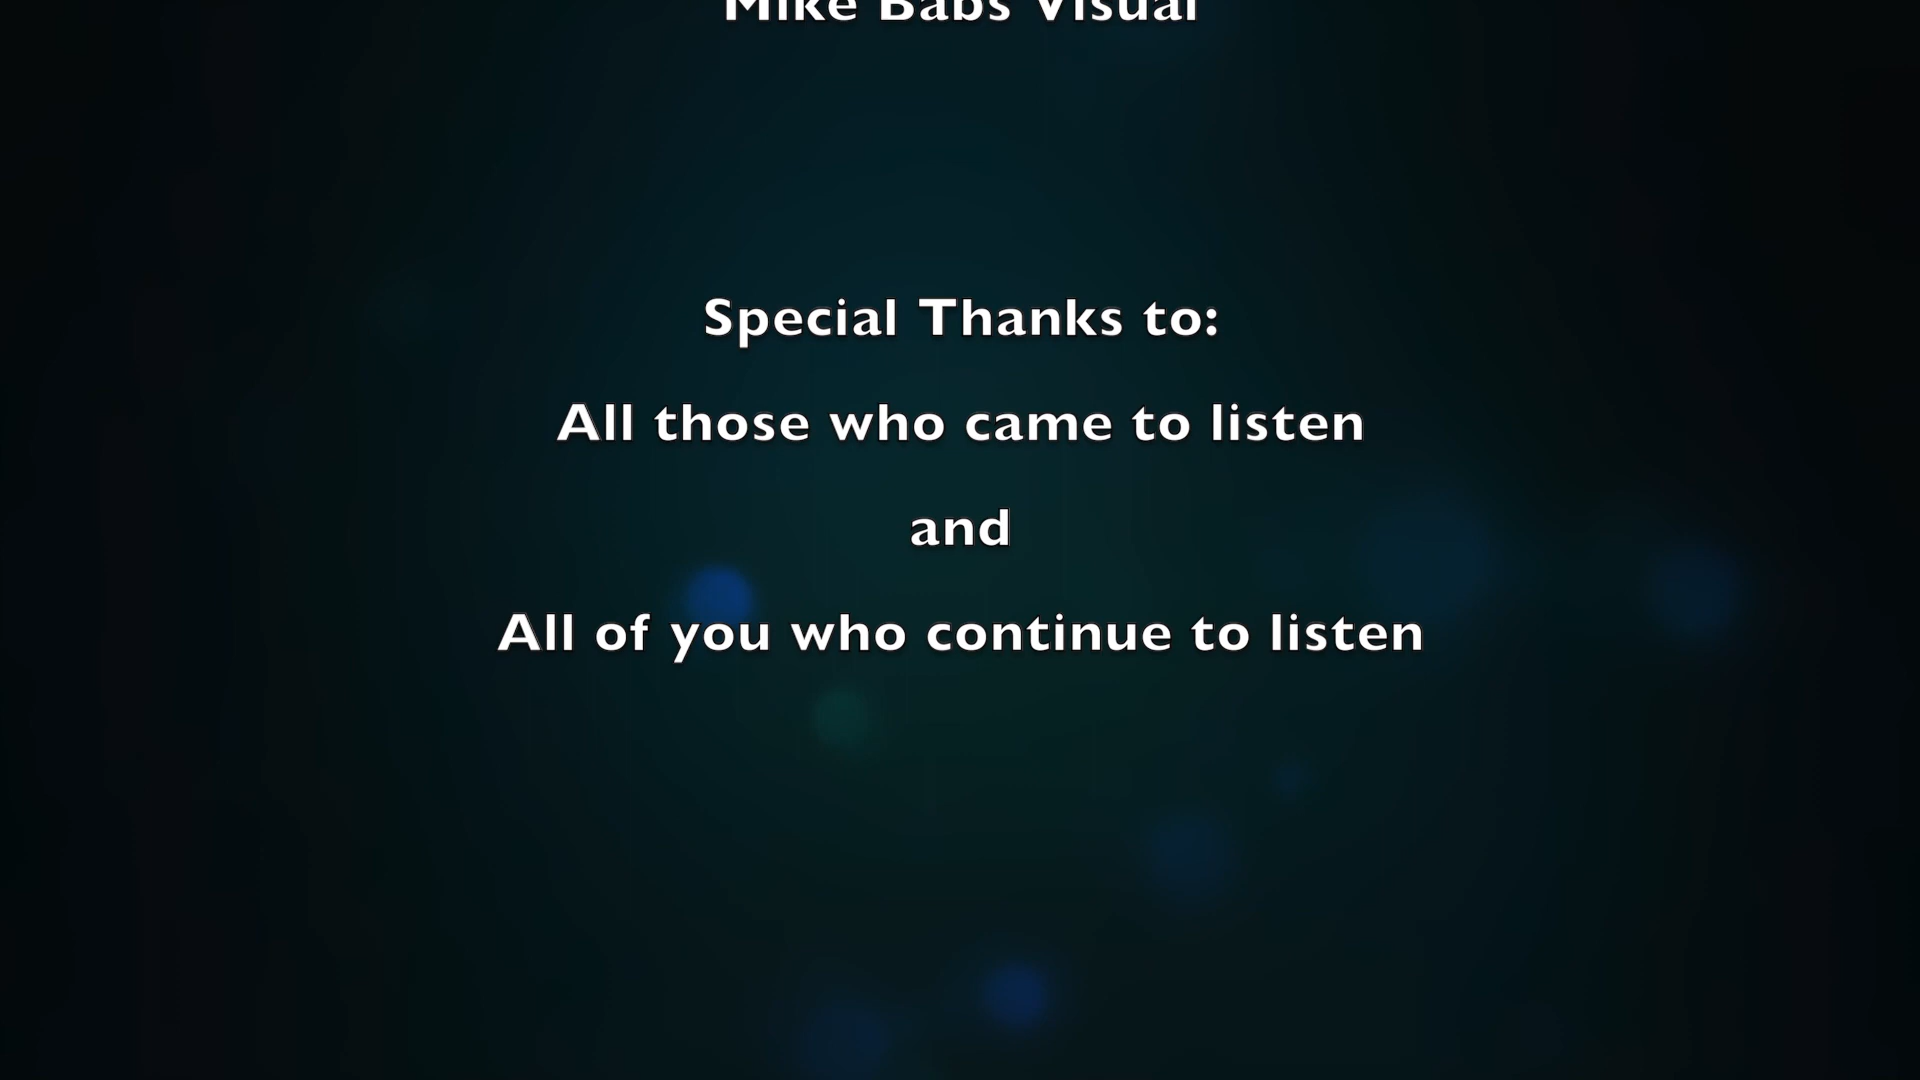 Mike Babs Visual
Special Thanks to:
All those who came to listen
and
All of you who continue to listen